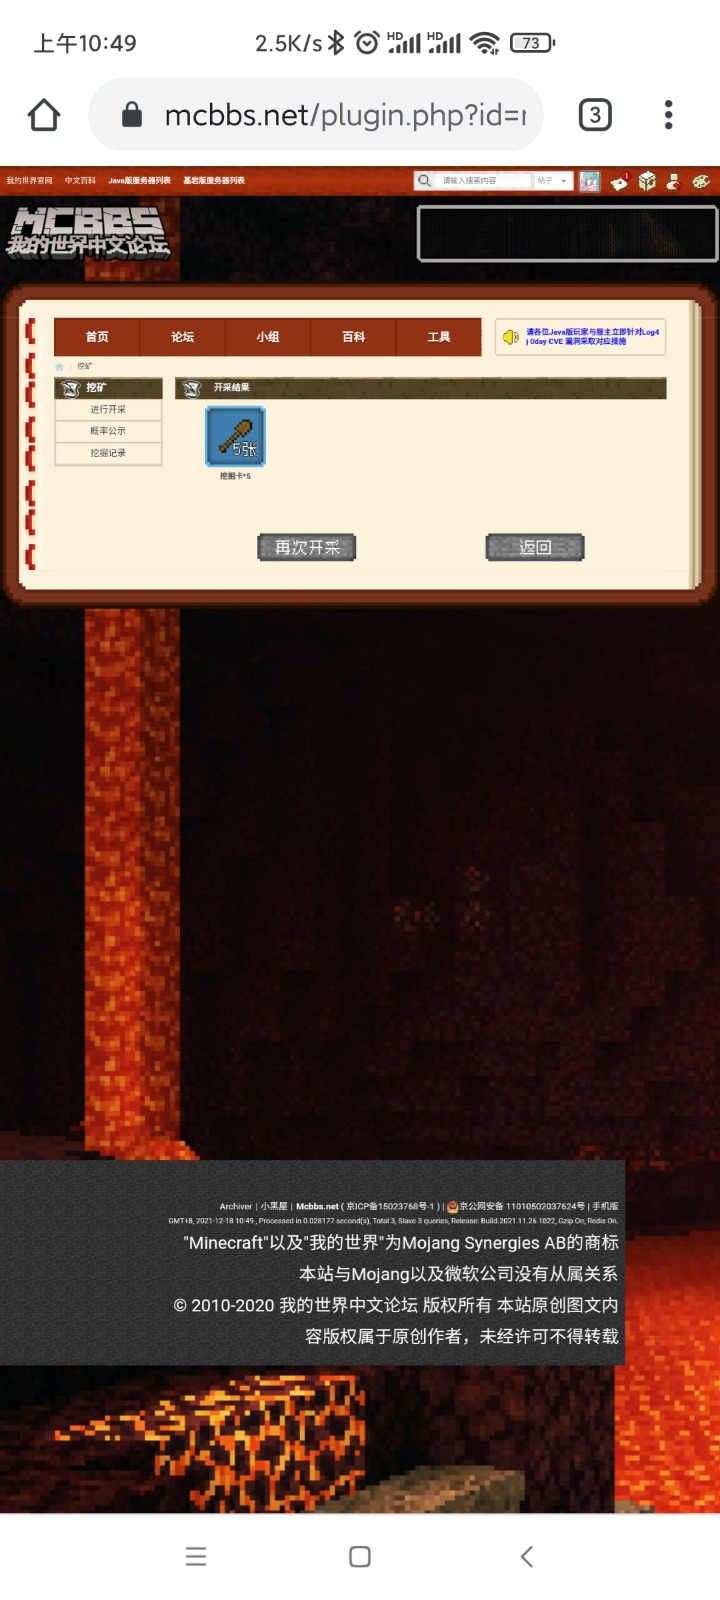 上午10:49 2.5K/s HD HD 73
mcbbs.net/plugin.php?id=r 3
我的世界官网 中文百科 Java版服务器列表 基岩版服务器列表 请输入搜索内容 帖子
MCBBS
我的世界中文论坛
首页 论坛 小组 百科 工具
请各位Java版玩家与服主立即针对Log4
j 0day CVE 漏洞采取对应措施
挖矿
挖矿 开采结果
进行开采
概率公示
挖掘记录
5张
挖掘卡*5
再次开采 返回
Archiver | 小黑屋 | Mcbbs.net ( 京ICP备15023768号-1 ) | 京公网安备 11010502037624号 | 手机版
GMT+8, 2021-12-18 10:49 , Processed in 0.028177 second(s), Total 3, Slave 3 queries, Release: Build.2021.11.26 1022, Gzip On, Redis On.
"Minecraft"以及"我的世界"为Mojang Synergies AB的商标
本站与Mojang以及微软公司没有从属关系
© 2010-2020 我的世界中文论坛 版权所有 本站原创图文内
容版权属于原创作者，未经许可不得转载